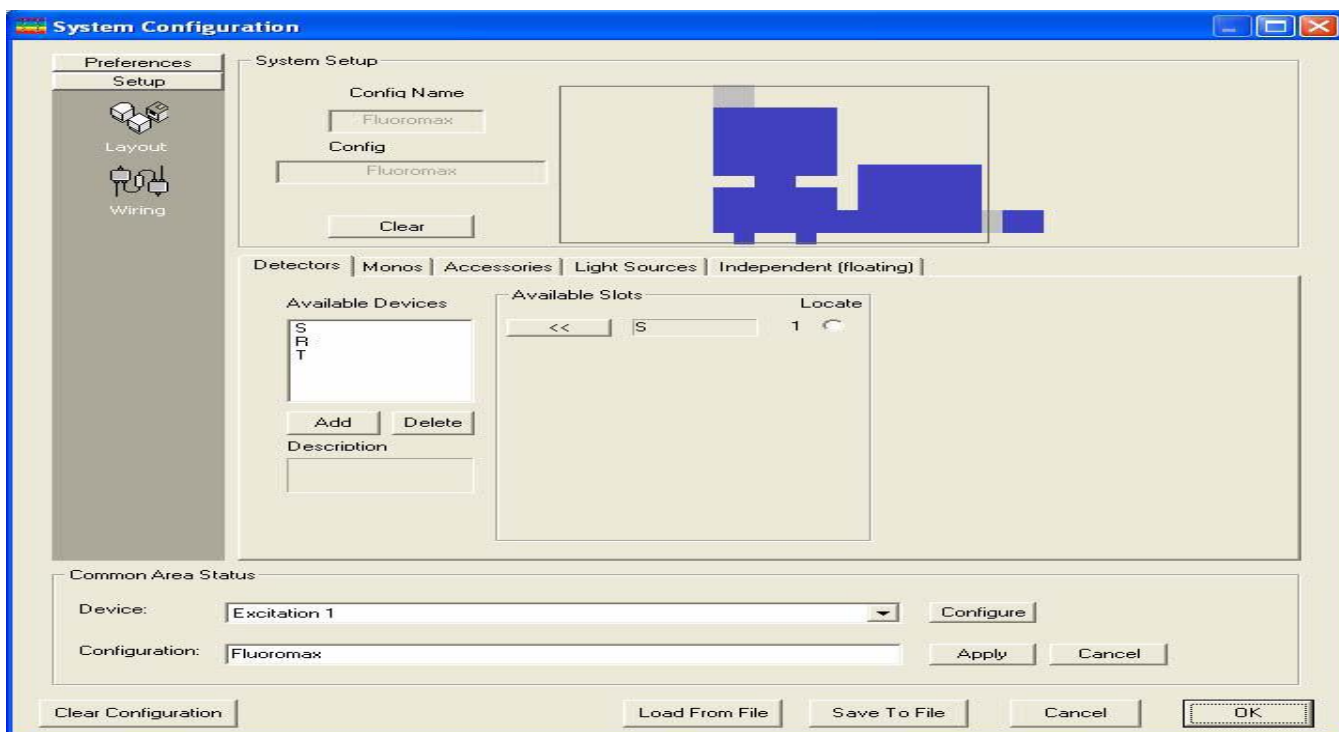 System Configuration
Preferences
Setup
Layout
Wiring
System Setup
Config Name
Fluoromax
Config
Fluoromax
Clear
Detectors Monos Accessories Light Sources Independent (floating)
Available Devices
S
R
T
Add Delete
Description
Available Slots Locate
<< S 1
Common Area Status
Device: Excitation 1 Configure
Configuration: Fluoromax Apply Cancel
Clear Configuration Load From File Save To File Cancel OK